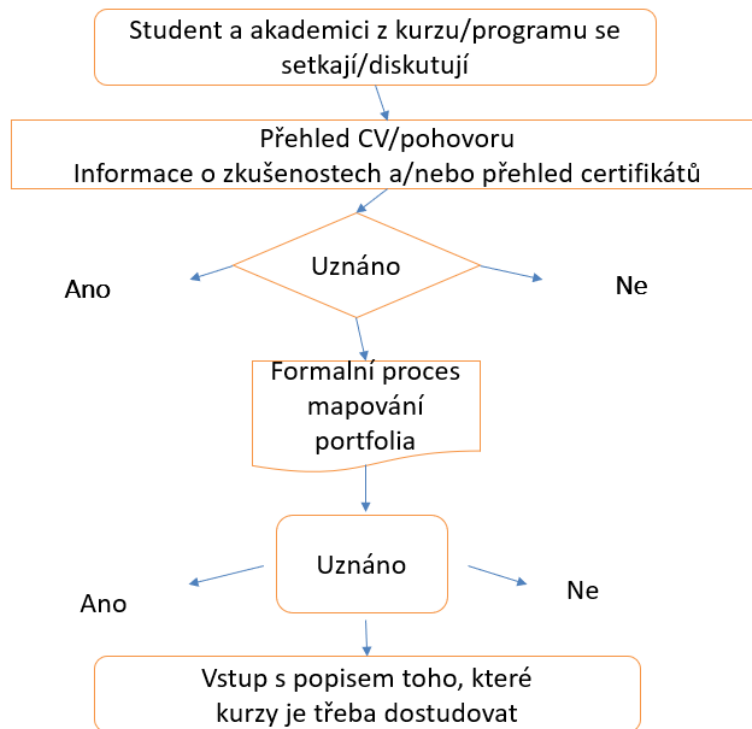 Student a akademici z kurzu/programu se
setkají/diskutují
Přehled CV/pohovoru
Informace o zkušenostech a/nebo přehled certifikátů
Uznáno
Ano
Ne
Formalní proces
mapování
portfolia
Uznáno
Ano
Ne
Vstup s popisem toho, které
kurzy je třeba dostudovat